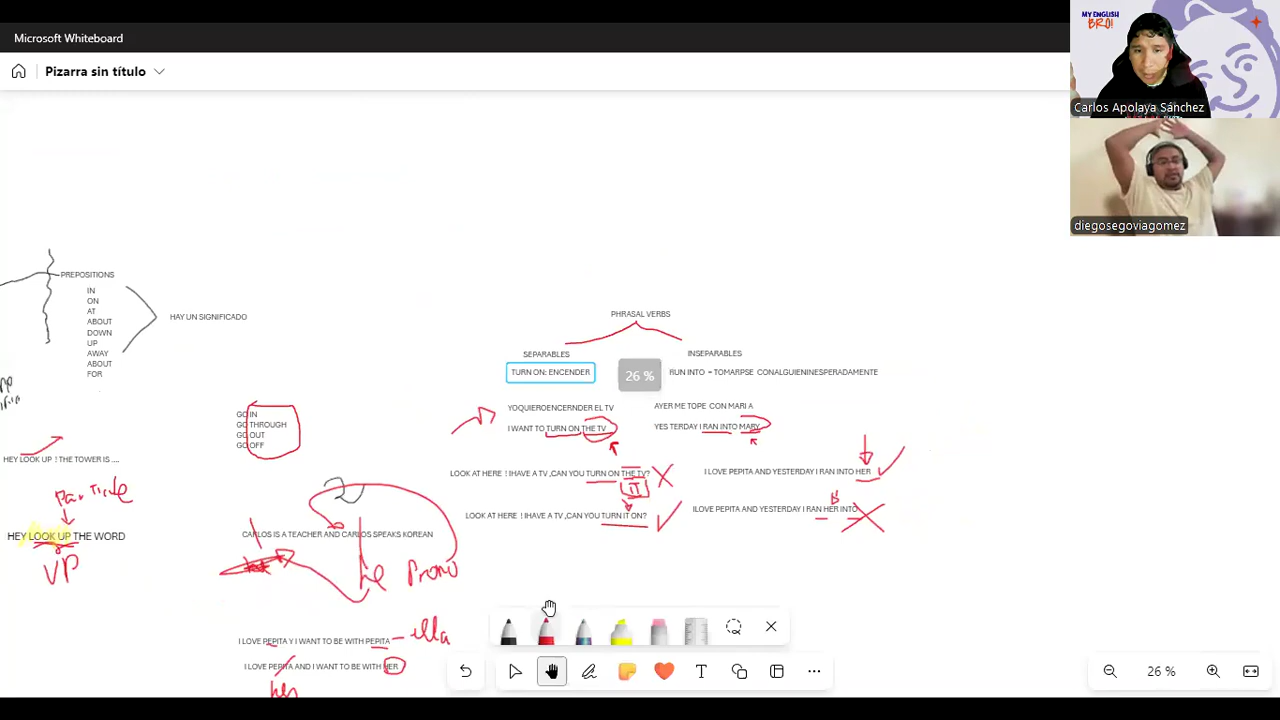 Microsoft Whiteboard
Pizarra sin título
MY ENGLISH
BRO!
Carlos Apolaya Sánchez
diegosegoviagomez
PREPOSITIONS
IN
ON
AT
ABOUT
DOWN
UP
AWAY
ABOUT
FOR
HAY UN SIGNIFICADO
HEY LOOK UP ! THE TOWER IS ....
Particle
HEY LOOK UP THE WORD
VP
GO IN
GO THROUGH
GO OUT
GO OFF
CARLOS IS A TEACHER AND CARLOS SPEAKS KOREAN
he Prono
I LOVE PEPITA Y I WANT TO BE WITH PEPITA
ella
I LOVE PEPITA AND I WANT TO BE WITH HER
her
PHRASAL VERBS
SEPARABLES
TURN ON: ENCENDER
YOQUIEROENCERNDER EL TV
I WANT TO TURN ON THE TV
LOOK AT HERE ! IHAVE A TV ,CAN YOU TURN ON THE TV?
IT
LOOK AT HERE ! IHAVE A TV ,CAN YOU TURN IT ON?
INSEPARABLES
RUN INTO = TOMARPSE CONALGUIENINESPERADAMENTE
AYER ME TOPE CON MARI A
YES TERDAY I RAN INTO MARY
I LOVE PEPITA AND YESTERDAY I RAN INTO HER
ILOVE PEPITA AND YESTERDAY I RAN HER INTO
26 %
26 %